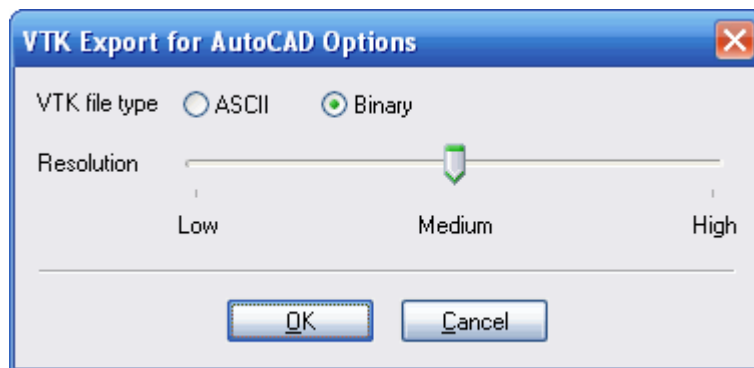 VTK Export for AutoCAD Options
VTK file type ASCII Binary
Resolution
Low Medium High
OK Cancel